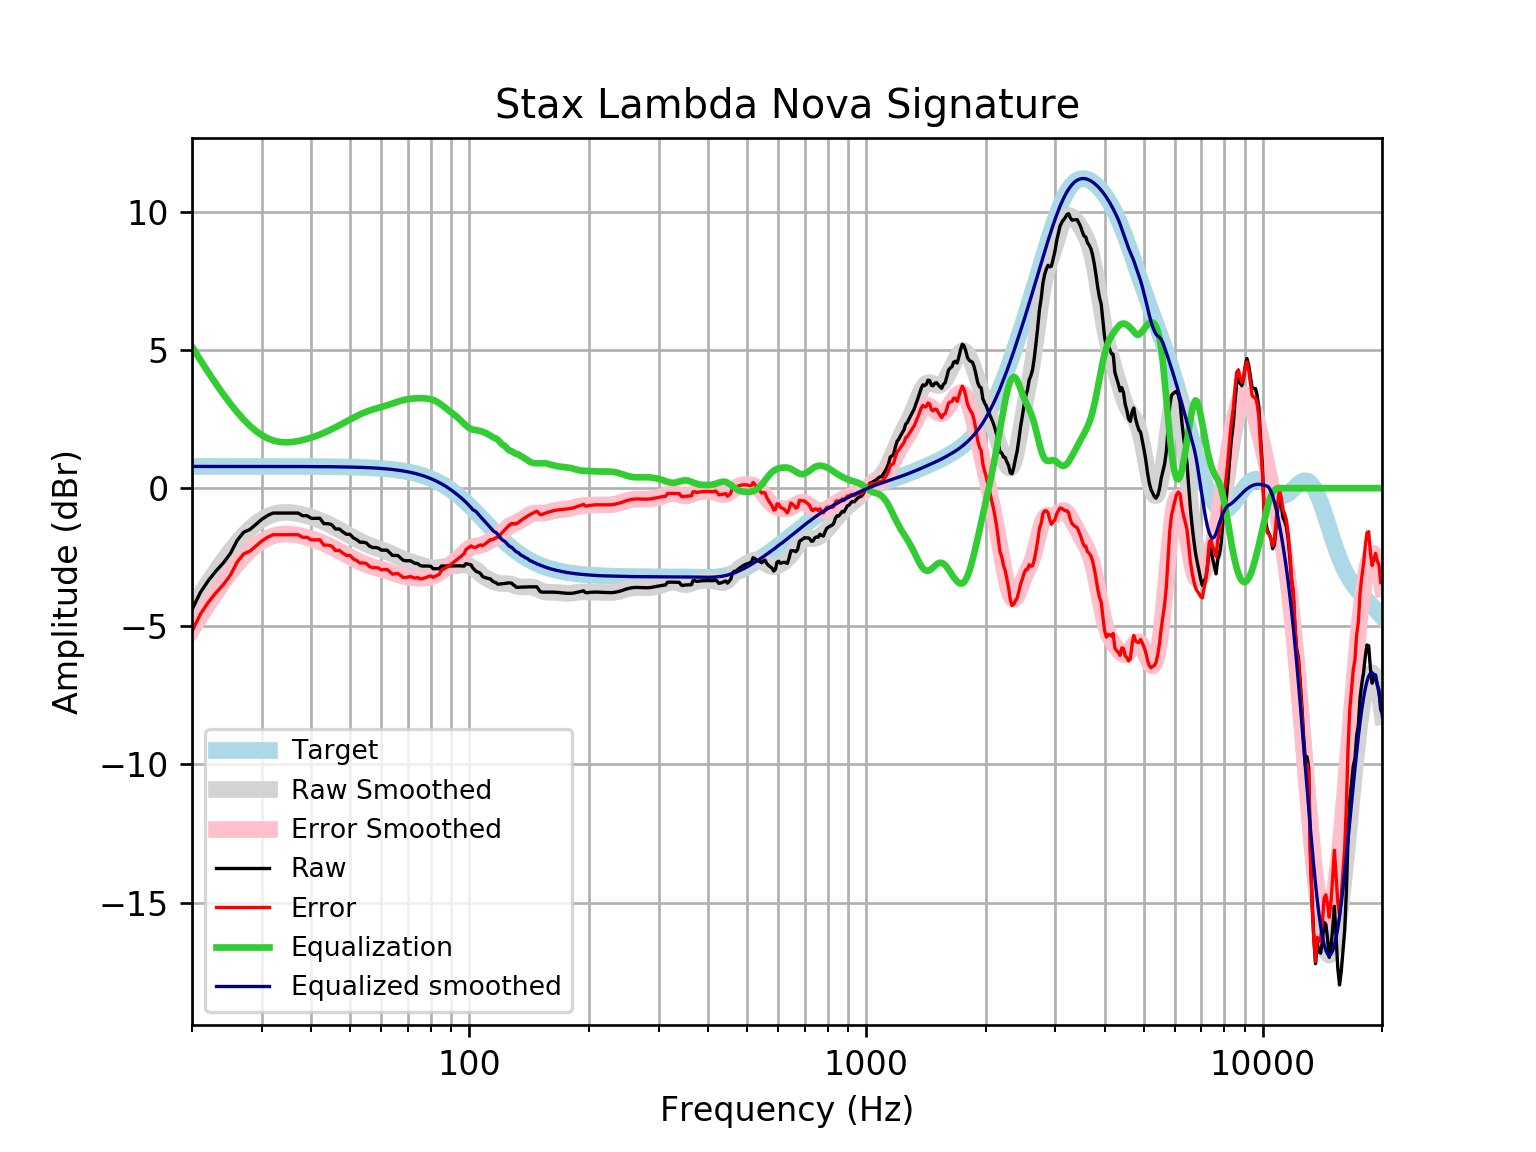 Stax Lambda Nova Signature
10
5
0
−5
−10
−15
Amplitude (dBr)
Target
Raw Smoothed
Error Smoothed
Raw
Error
Equalization
Equalized smoothed
100
1000
10000
Frequency (Hz)